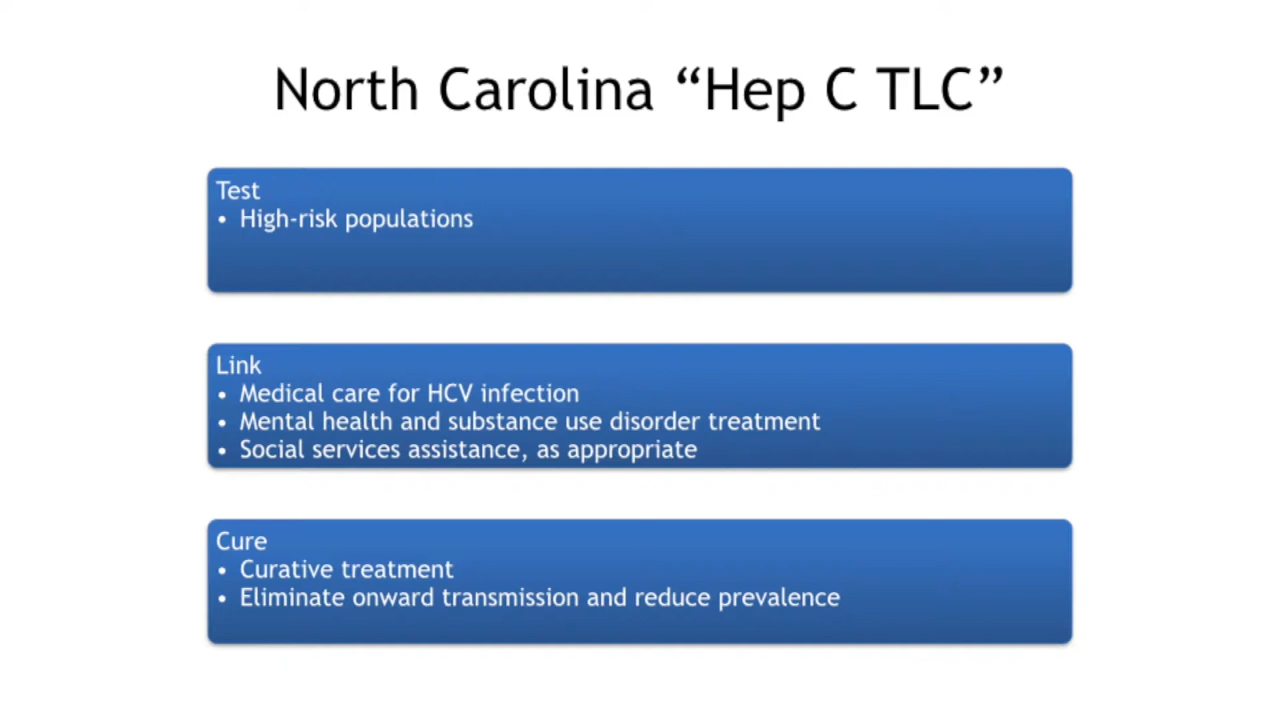 North Carolina “Hep C TLC”
Test
• High-risk populations
Link
• Medical care for HCV infection
• Mental health and substance use disorder treatment
• Social services assistance, as appropriate
Cure
• Curative treatment
• Eliminate onward transmission and reduce prevalence